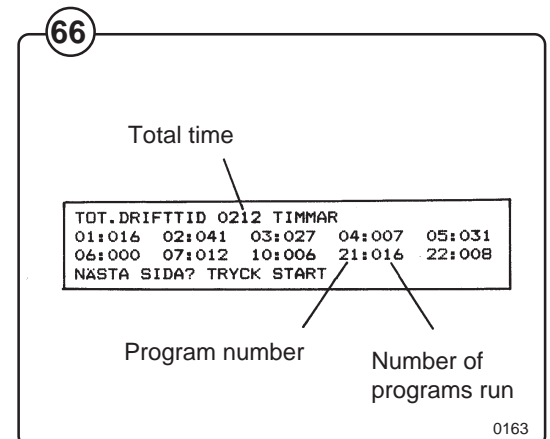 66
Total time
TOT.DRIFTTID 0212 TIMMAR
01:016 02:041 03:027 04:007 05:031
06:000 07:012 10:006 21:016 22:008
NÄSTA SIDA? TRYCK START
Program number
Number of
programs run
0163